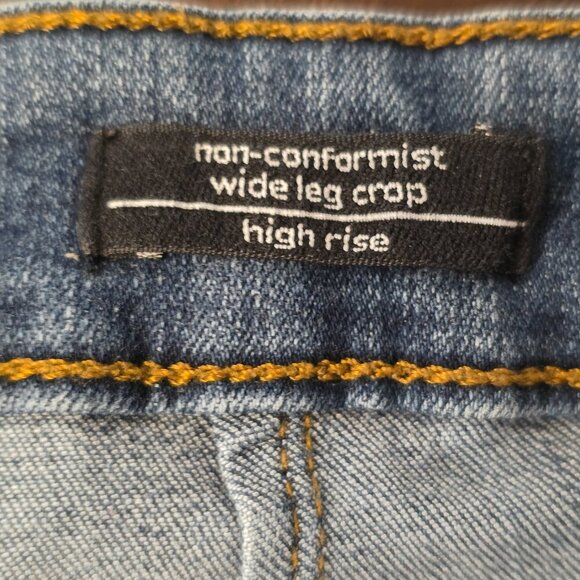 non-conformist
wide leg crop
high rise